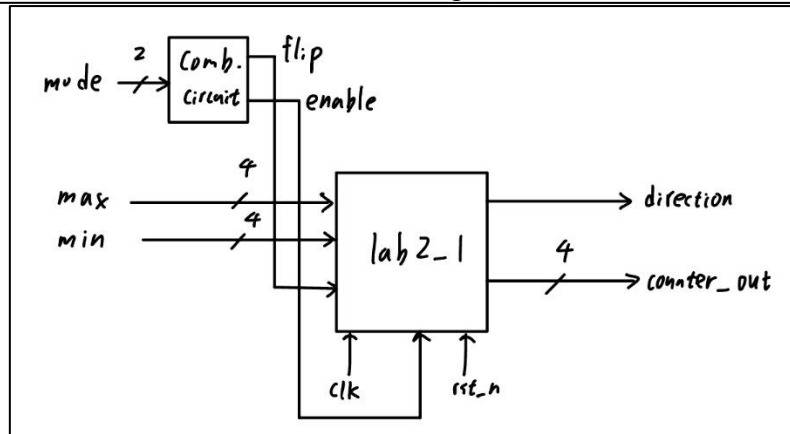 mode
2
Comb.
circuit
flip
enable
max
4
min
4
lab2_1
direction
4
counter_out
clk
rst_n